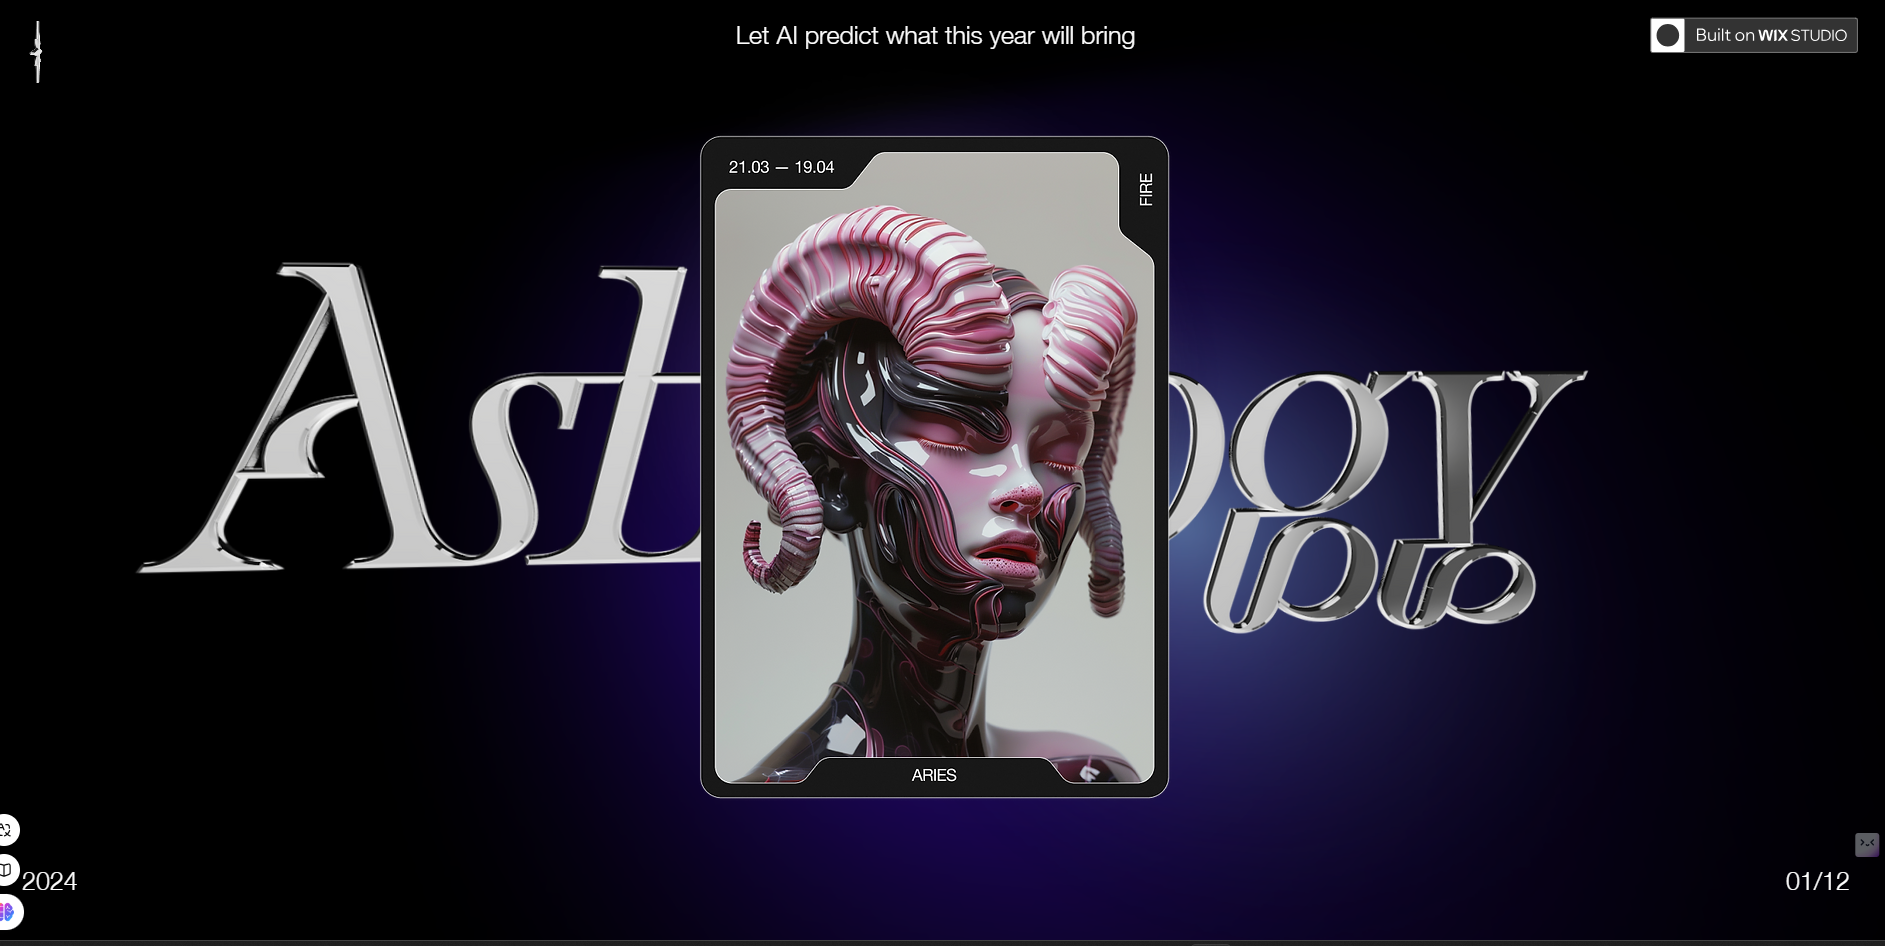 Let AI predict what this year will bring
Built on WIX STUDIO
21.03 — 19.04
FIRE
Ast
ogy
ARIES
2024
01/12